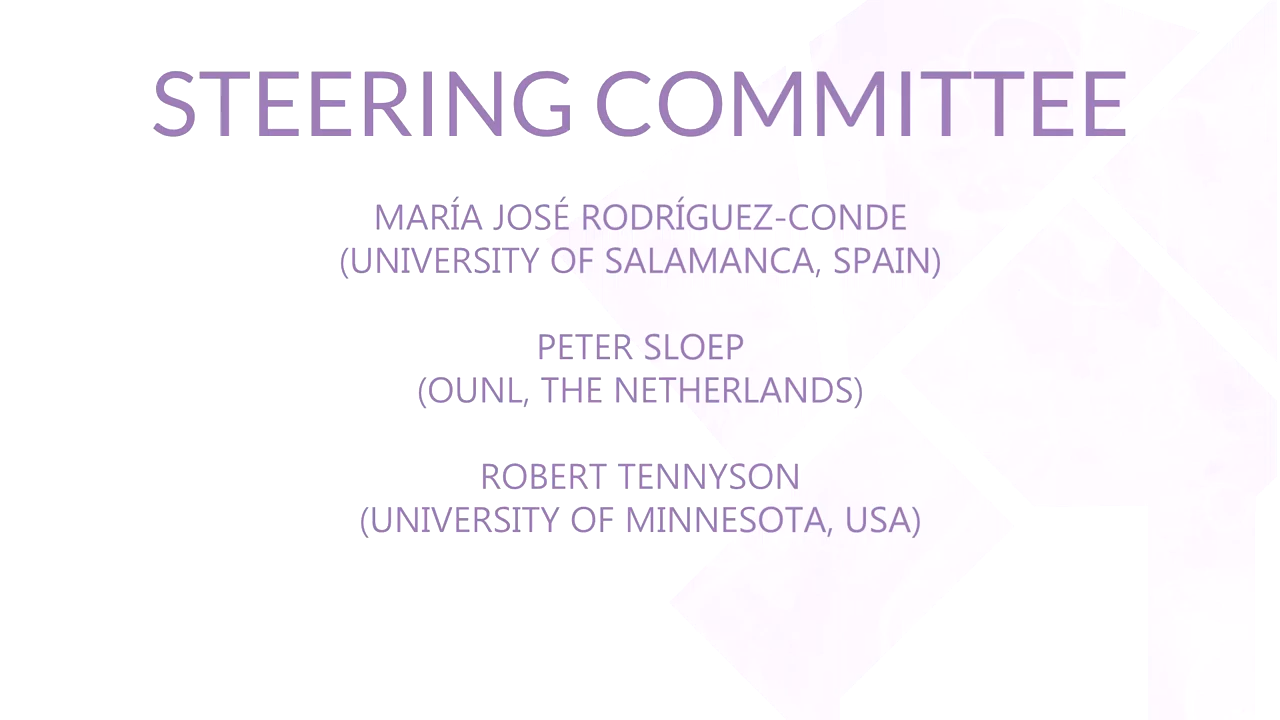 STEERING COMMITTEE
MARÍA JOSÉ RODRÍGUEZ-CONDE
(UNIVERSITY OF SALAMANCA, SPAIN)
PETER SLOEP
(OUNL, THE NETHERLANDS)
ROBERT TENNYSON
(UNIVERSITY OF MINNESOTA, USA)